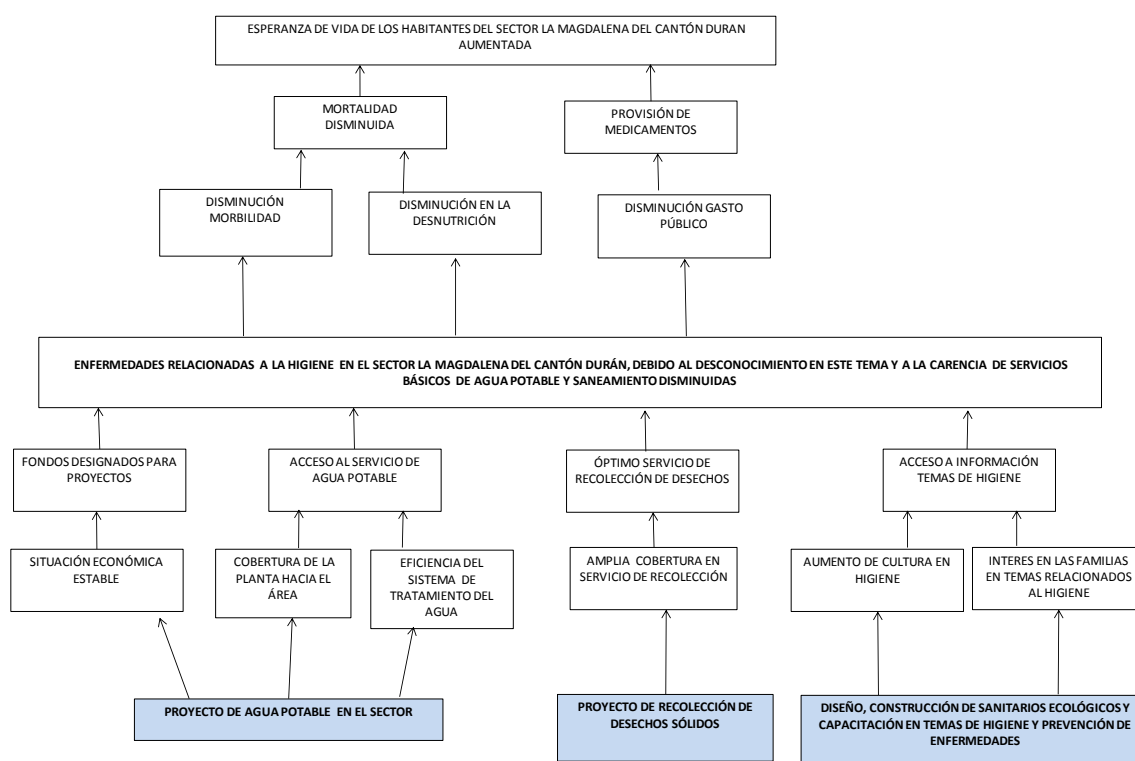 ESPERANZA DE VIDA DE LOS HABITANTES DEL SECTOR LA MAGDALENA DEL CANTÓN DURAN
AUMENTADA
MORTALIDAD
DISMINUIDA
PROVISIÓN DE
MEDICAMENTOS
DISMINUCIÓN
MORBILIDAD
DISMINUCIÓN EN LA
DESNUTRICIÓN
DISMINUCIÓN GASTO
PÚBLICO
ENFERMEDADES RELACIONADAS A LA HIGIENE EN EL SECTOR LA MAGDALENA DEL CANTÓN DURÁN, DEBIDO AL DESCONOCIMIENTO EN ESTE TEMA Y A LA CARENCIA DE SERVICIOS
BÁSICOS DE AGUA POTABLE Y SANEAMIENTO DISMINUIDAS
FONDOS DESIGNADOS PARA
PROYECTOS
ACCESO AL SERVICIO DE
AGUA POTABLE
ÓPTIMO SERVICIO DE
RECOLECCIÓN DE DESECHOS
ACCESO A INFORMACIÓN
TEMAS DE HIGIENE
SITUACIÓN ECONÓMICA
ESTABLE
COBERTURA DE LA
PLANTA HACIA EL
ÁREA
EFICIENCIA DEL
SISTEMA DE
TRATAMIENTO DEL
AGUA
AMPLIA COBERTURA EN
SERVICIO DE RECOLECCIÓN
AUMENTO DE CULTURA EN
HIGIENE
INTERES EN LAS FAMILIAS
EN TEMAS RELACIONADOS
AL HIGIENE
PROYECTO DE AGUA POTABLE EN EL SECTOR
PROYECTO DE RECOLECCIÓN DE
DESECHOS SÓLIDOS
DISEÑO, CONSTRUCCIÓN DE SANITARIOS ECOLÓGICOS Y
CAPACITACIÓN EN TEMAS DE HIGIENE Y PREVENCIÓN DE
ENFERMEDADES